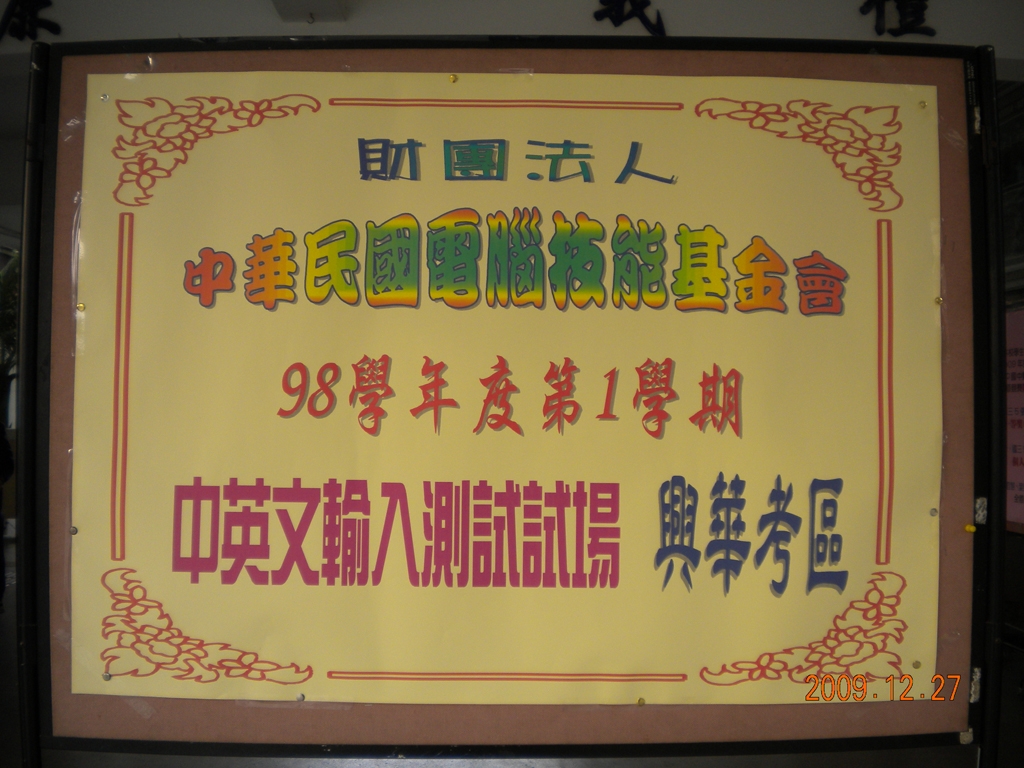 財團法人
中華民國電腦技能基金會
98學年度第1學期
中英文輸入測試試場 興華考區
2009.12.27